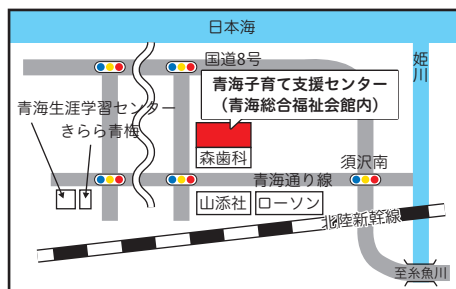 日本海
国道8号
姫川
青海子育て支援センター
（青海総合福祉会館内）
青海生涯学習センター
きらら青梅
森歯科
須沢南
青海通り線
山添社
ローソン
北陸新幹線
至糸魚川